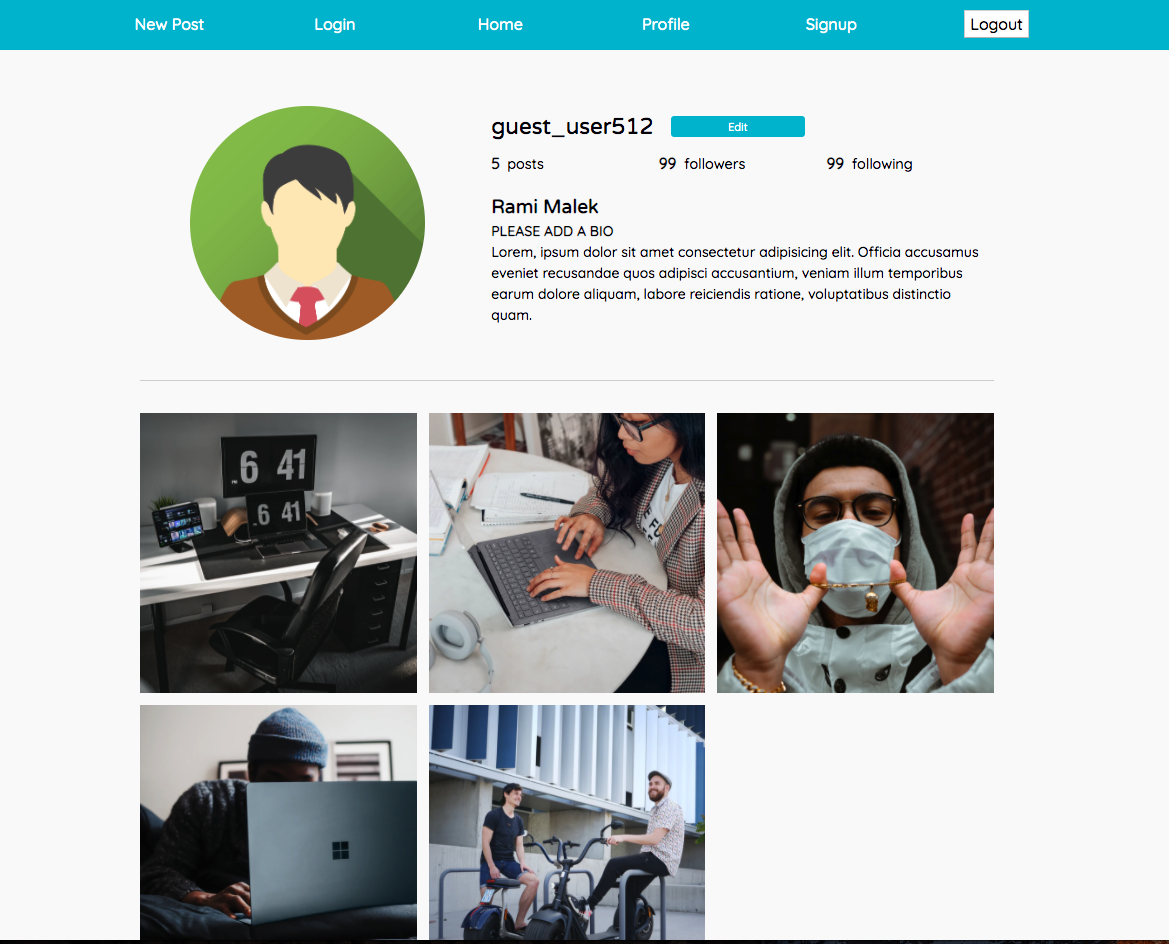 New Post Login Home Profile Signup Logout
guest_user512 Edit
5 posts 99 followers 99 following
Rami Malek
PLEASE ADD A BIO
Lorem, ipsum dolor sit amet consectetur adipisicing elit. Officia accusamus
eveniet recusandae quos adipisci accusantium, veniam illum temporibus
earum dolore aliquam, labore reiciendis ratione, voluptatibus distinctio
quam.
6 41
6 41